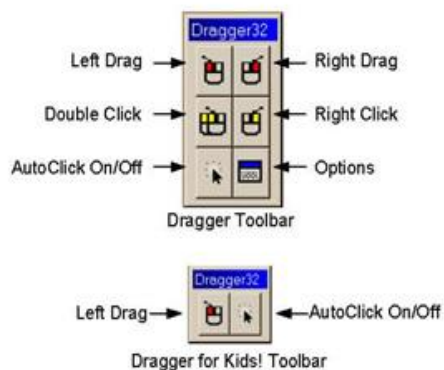 Dragger32
Left Drag Right Drag
Double Click Right Click
AutoClick On/Off Options
Dragger Toolbar
Dragger32
Left Drag AutoClick On/Off
Dragger for Kids! Toolbar